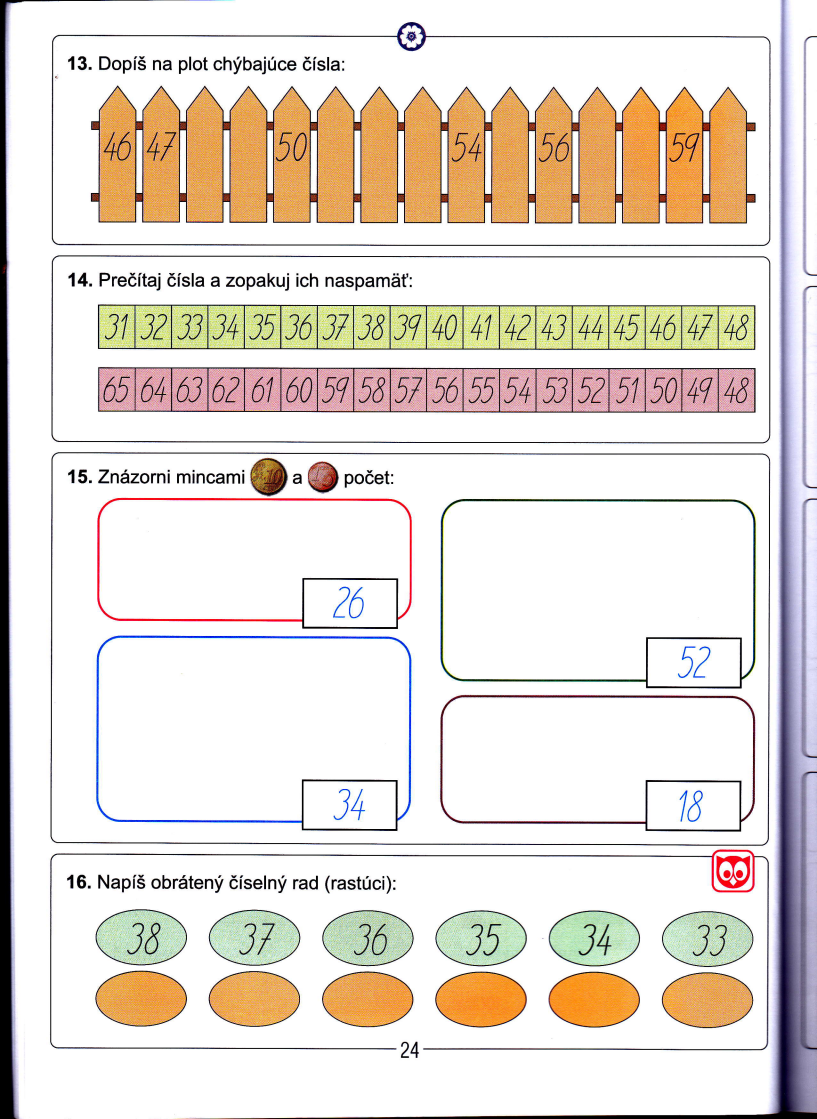 13. Dopíš na plot chýbajúce čísla:
46 47 50 54 56 59
14. Prečítaj čísla a zopakuj ich naspamäť:
31 32 33 34 35 36 37 38 39 40 41 42 43 44 45 46 47 48
65 64 63 62 61 60 59 58 57 56 55 54 53 52 51 50 49 48
15. Znázorni mincami 10 a 1 počet:
26
52
34
18
16. Napíš obrátený číselný rad (rastúci):
38 37 36 35 34 33
24